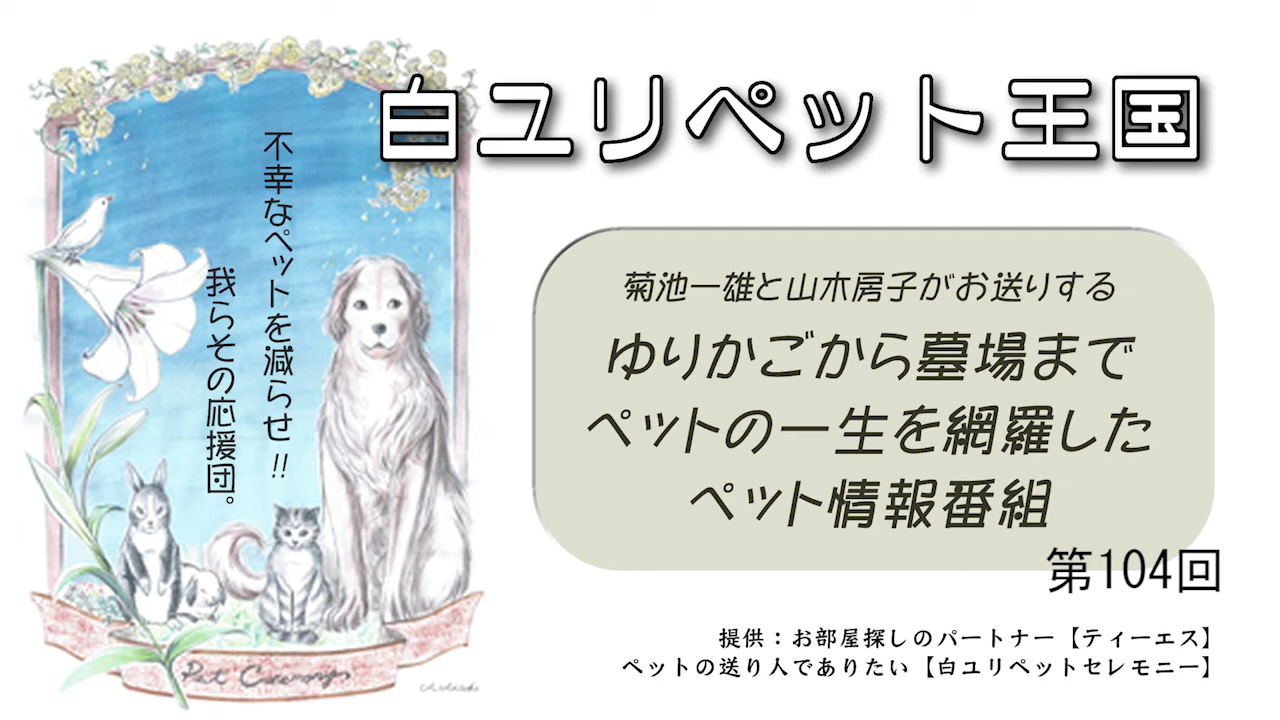 白ユリペット王国
不幸なペットを減らせ!!
我らその応援団。
菊池一雄と山木房子がお送りする
ゆりかごから墓場まで
ペットの一生を網羅した
ペット情報番組
第104回
提供：お部屋探しのパートナー【ティーエス】
ペットの送り人でありたい【白ユリペットセレモニー】